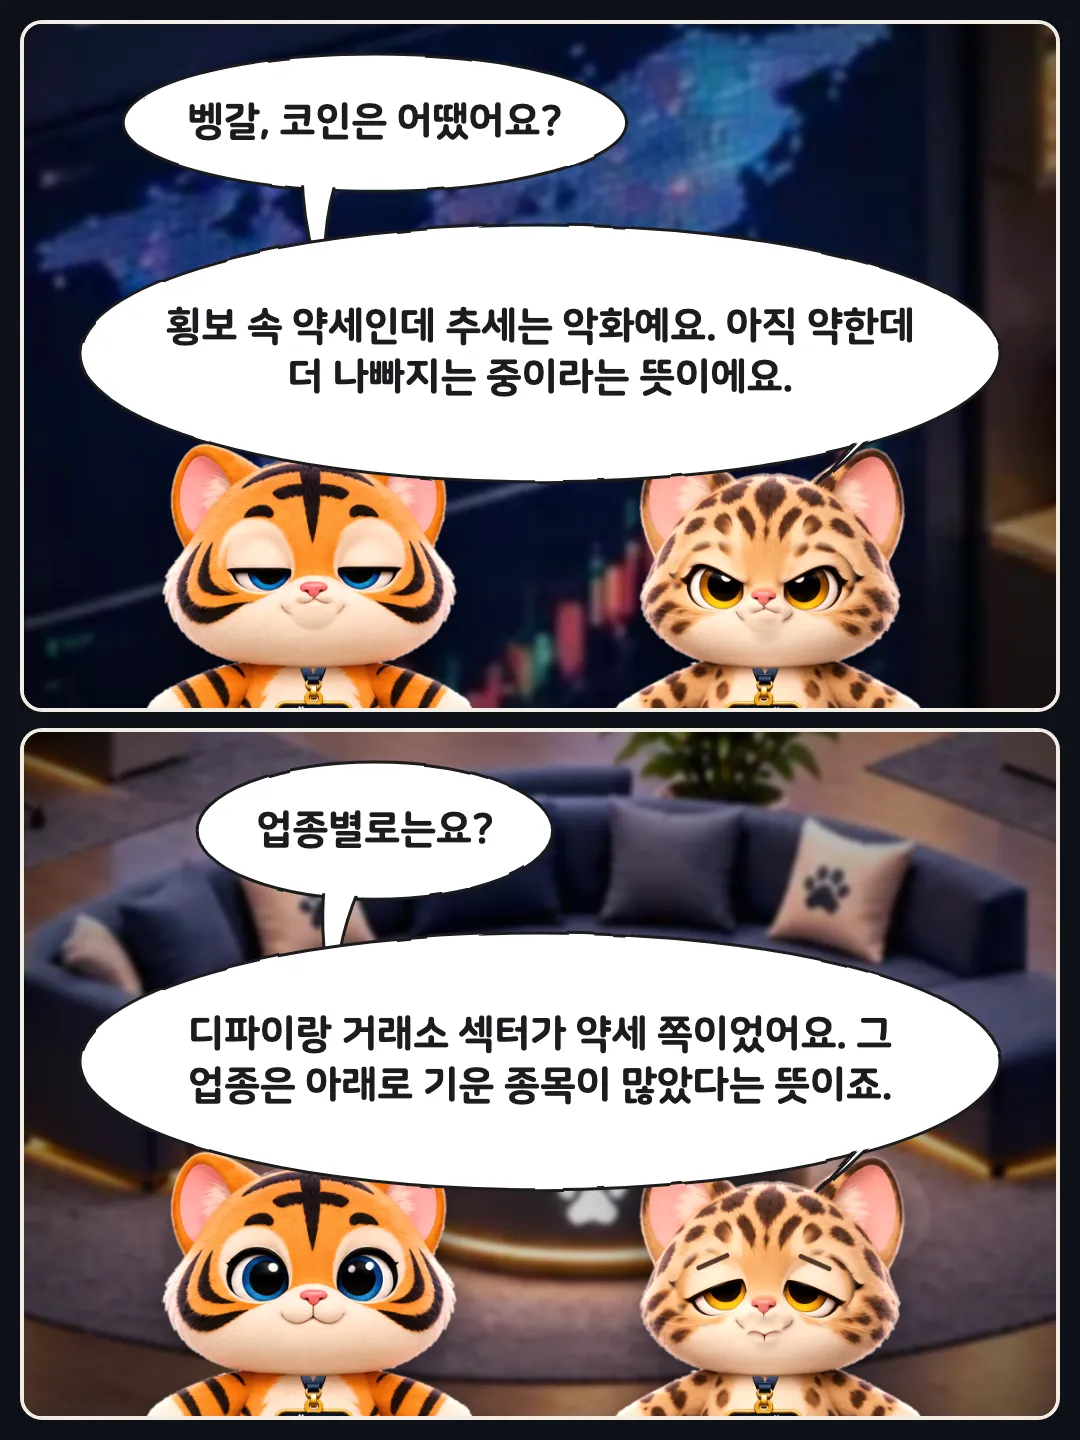 벵갈, 코인은 어땠어요?
횡보 속 약세인데 추세는 악화예요. 아직 약한데
더 나빠지는 중이라는 뜻이에요.
업종별로는요?
디파이랑 거래소 섹터가 약세 쪽이었어요. 그
업종은 아래로 기운 종목이 많았다는 뜻이죠.